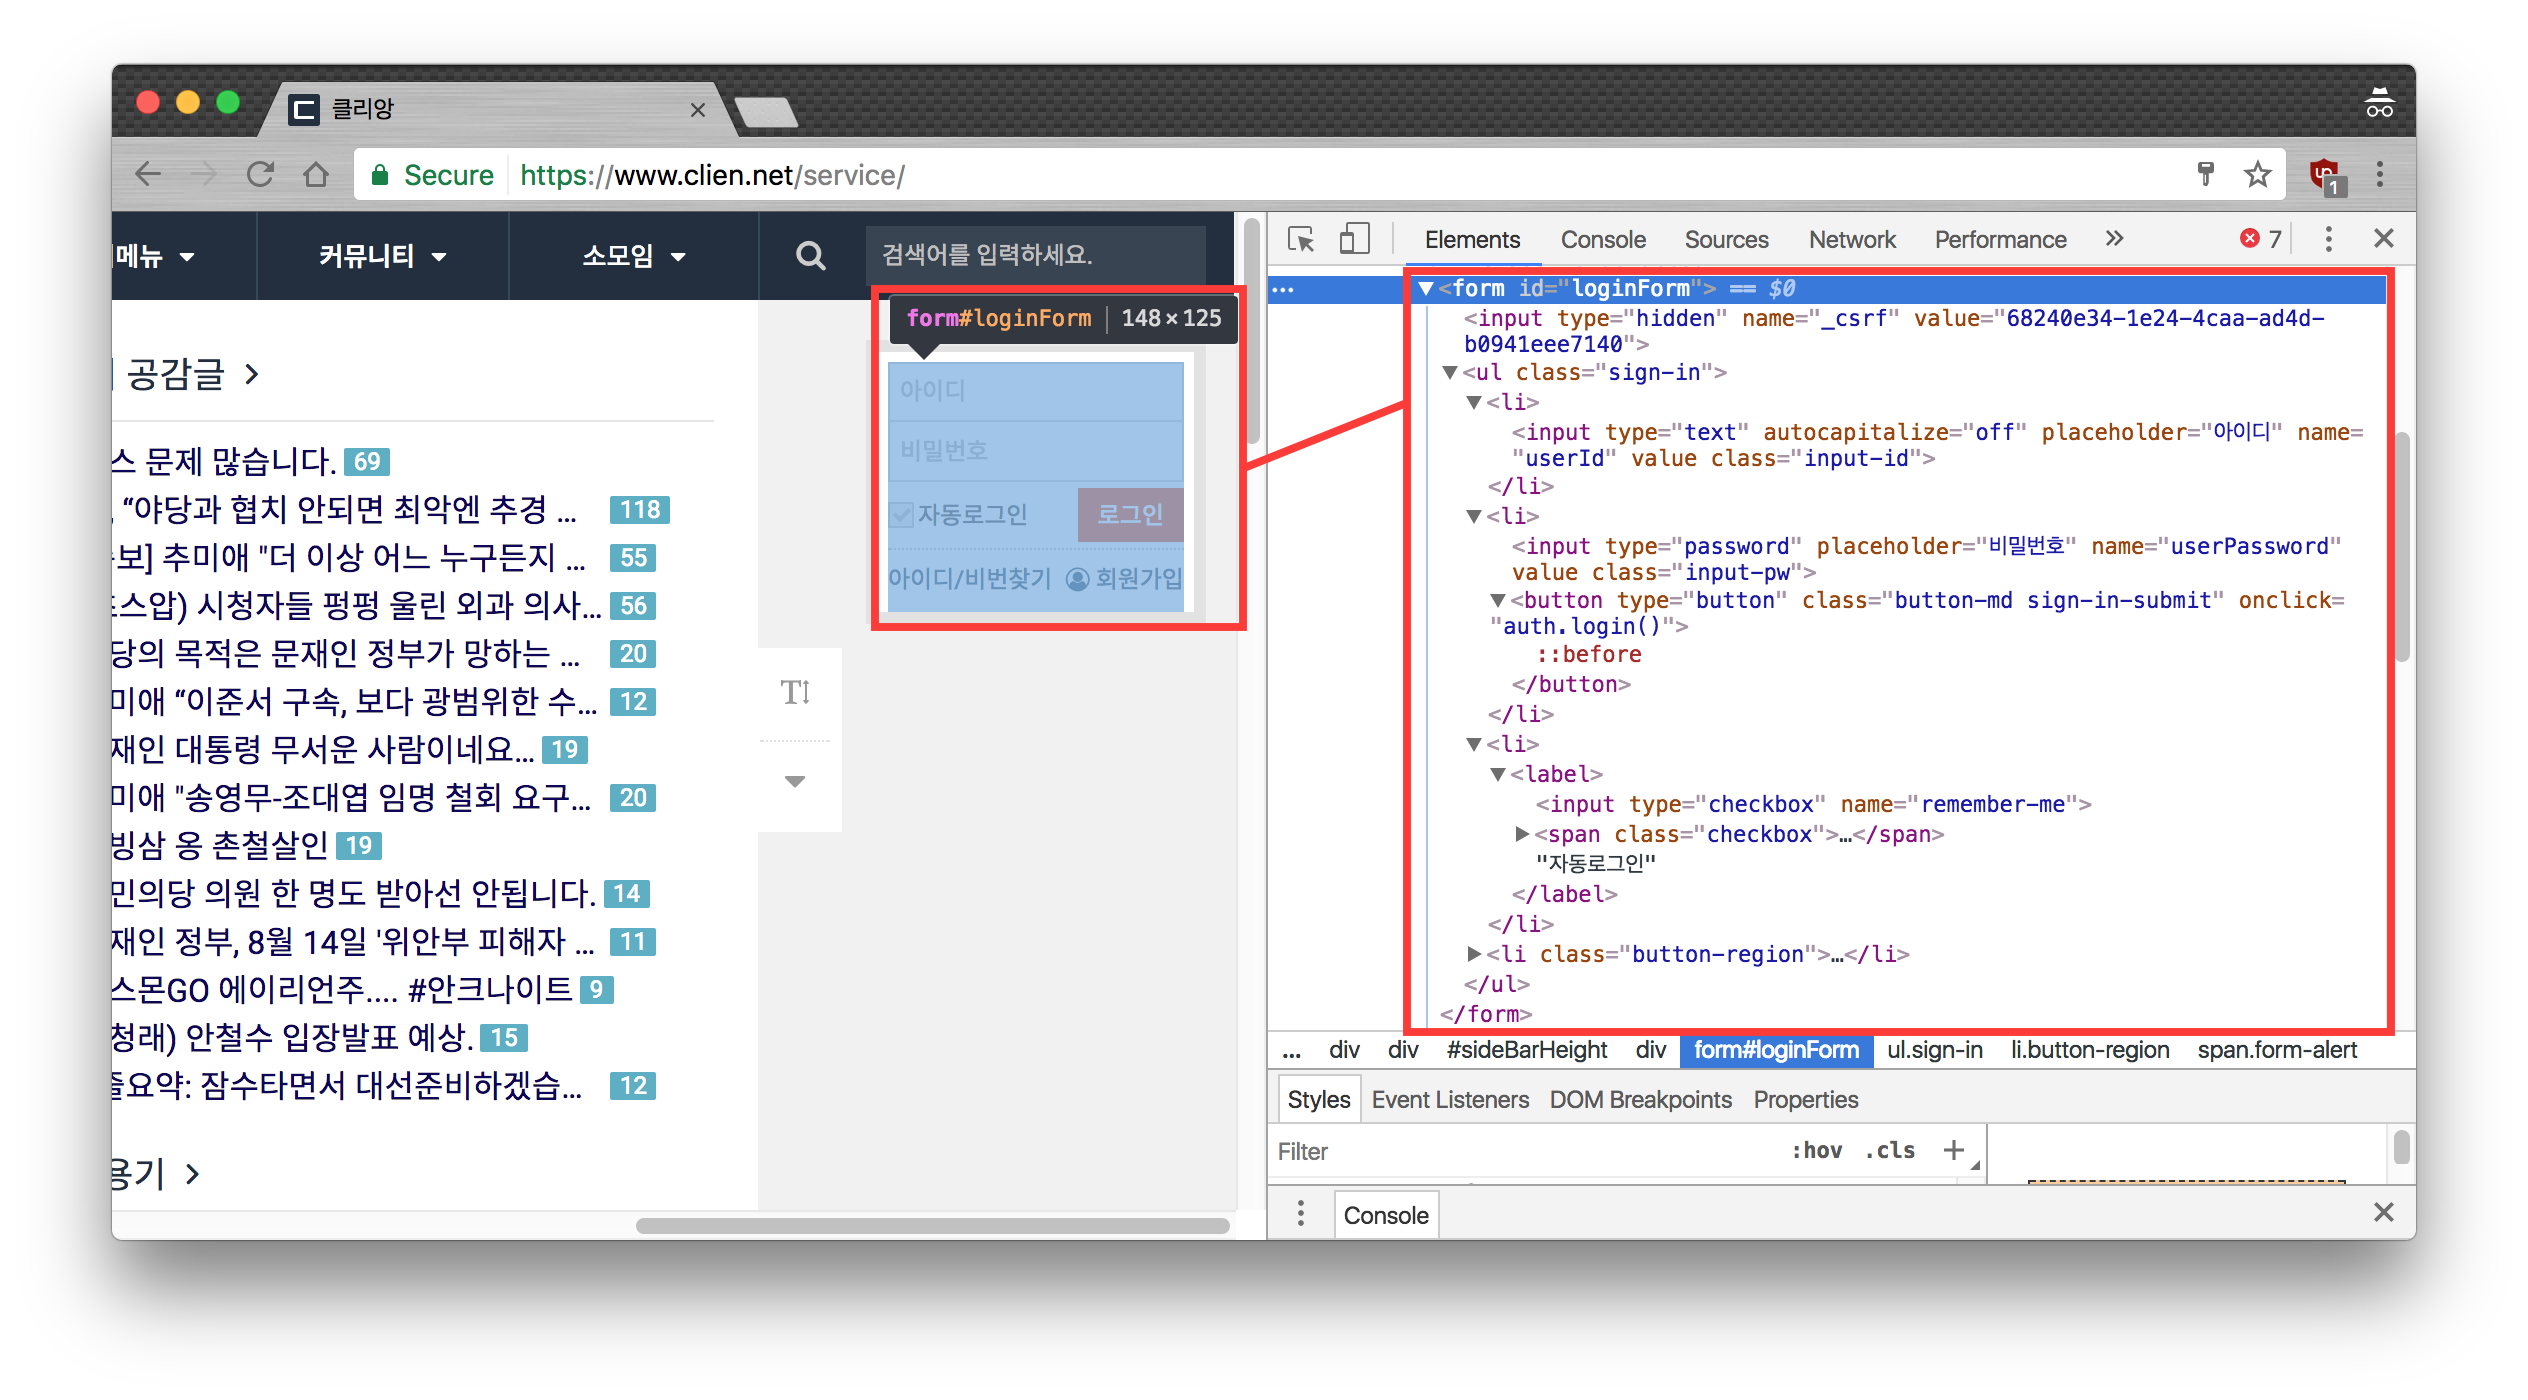 클리앙
Secure https://www.clien.net/service/
1
메뉴 커뮤니티 소모임 검색어를 입력하세요.
form#loginForm 148×125
아이디
비밀번호
자동로그인 로그인
아이디/비번찾기 회원가입
공감글
스 문제 많습니다. 69
, “야당과 협치 안되면 최악엔 추경 ... 118
보] 추미애 "더 이상 어느 누구든지 ... 55
스압) 시청자들 펑펑 울린 외과 의사... 56
당의 목적은 문재인 정부가 망하는 ... 20
미애 “이준서 구속, 보다 광범위한 수... 12
재인 대통령 무서운 사람이네요... 19
미애 "송영무-조대엽 임명 철회 요구... 20
빙삼 옹 촌철살인 19
민의당 의원 한 명도 받아선 안됩니다. 14
재인 정부, 8월 14일 '위안부 피해자 ... 11
스몬GO 에이리언주.... #안크나이트 9
청래) 안철수 입장발표 예상. 15
줄요약: 잠수타면서 대선준비하겠습... 12
용기
Elements Console Sources Network Performance 7
... <form id="loginForm"> == $0
<input type="hidden" name="_csrf" value="68240e34-1e24-4caa-ad4d-
b0941eee7140">
<ul class="sign-in">
<li>
<input type="text" autocapitalize="off" placeholder="아이디" name=
"userId" value class="input-id">
</li>
<li>
<input type="password" placeholder="비밀번호" name="userPassword"
value class="input-pw">
<button type="button" class="button-md sign-in-submit" onclick=
"auth.login()">
::before
</button>
</li>
<li>
<label>
<input type="checkbox" name="remember-me">
<span class="checkbox">…</span>
"자동로그인"
</label>
</li>
<li class="button-region">…</li>
</ul>
</form>
... div div #sideBarHeight div form#loginForm ul.sign-in li.button-region span.form-alert
Styles Event Listeners DOM Breakpoints Properties
Filter :hov .cls +
Console